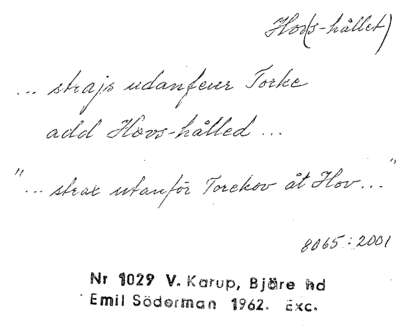 Hov(s-hållet)
... strajs udanfeur Torke
add Hovs-hålled ...
"... strax utanför Torekov åt Hov..."
8065:2001
Nr 1029 V. Karup, Bjäre hd
Emil Söderman 1962. Exc.